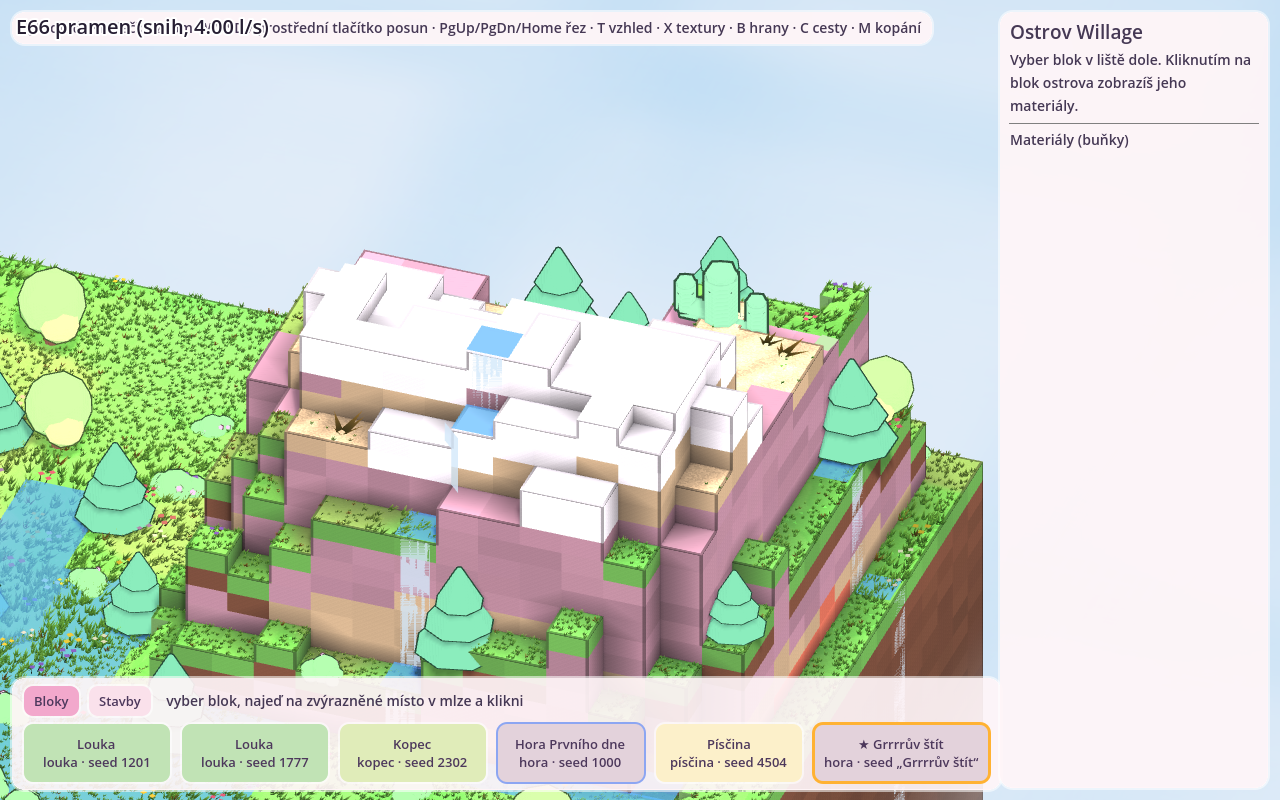 E66 pramen (snih, 4.00 l/s)
rostřední tlačítko posun · PgUp/PgDn/Home řez · T vzhled · X textury · B hrany · C cesty · M kopání
Ostrov Willage
Vyber blok v liště dole. Kliknutím na
blok ostrova zobrazíš jeho
materiály.
Materiály (buňky)
Bloky
Stavby
vyber blok, najeď na zvýrazněné místo v mlze a klikni
Louka
louka · seed 1201
Louka
louka · seed 1777
Kopec
kopec · seed 2302
Hora Prvního dne
hora · seed 1000
Písčina
písčina · seed 4504
★ Grrrrův štít
hora · seed „Grrrrův štít“